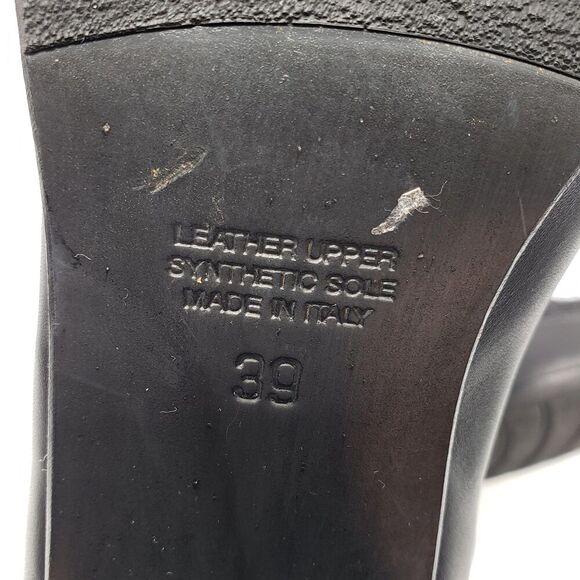 LEATHER UPPER
SYNTHETIC SOLE
MADE IN ITALY
39